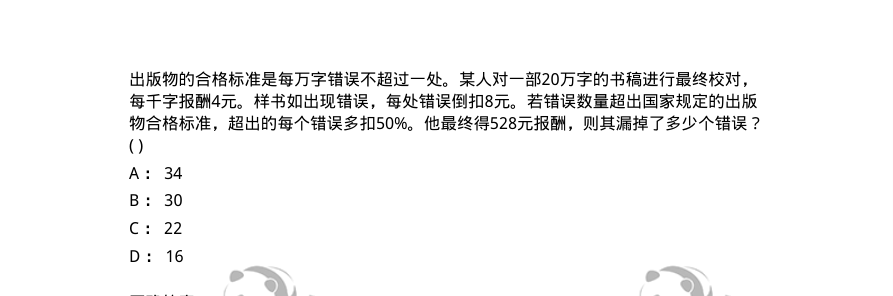 出版物的合格标准是每万字错误不超过一处。某人对一部20万字的书稿进行最终校对，
每千字报酬4元。样书如出现错误，每处错误倒扣8元。若错误数量超出国家规定的出版
物合格标准，超出的每个错误多扣50%。他最终得528元报酬，则其漏掉了多少个错误？
( )
A： 34
B： 30
C： 22
D： 16